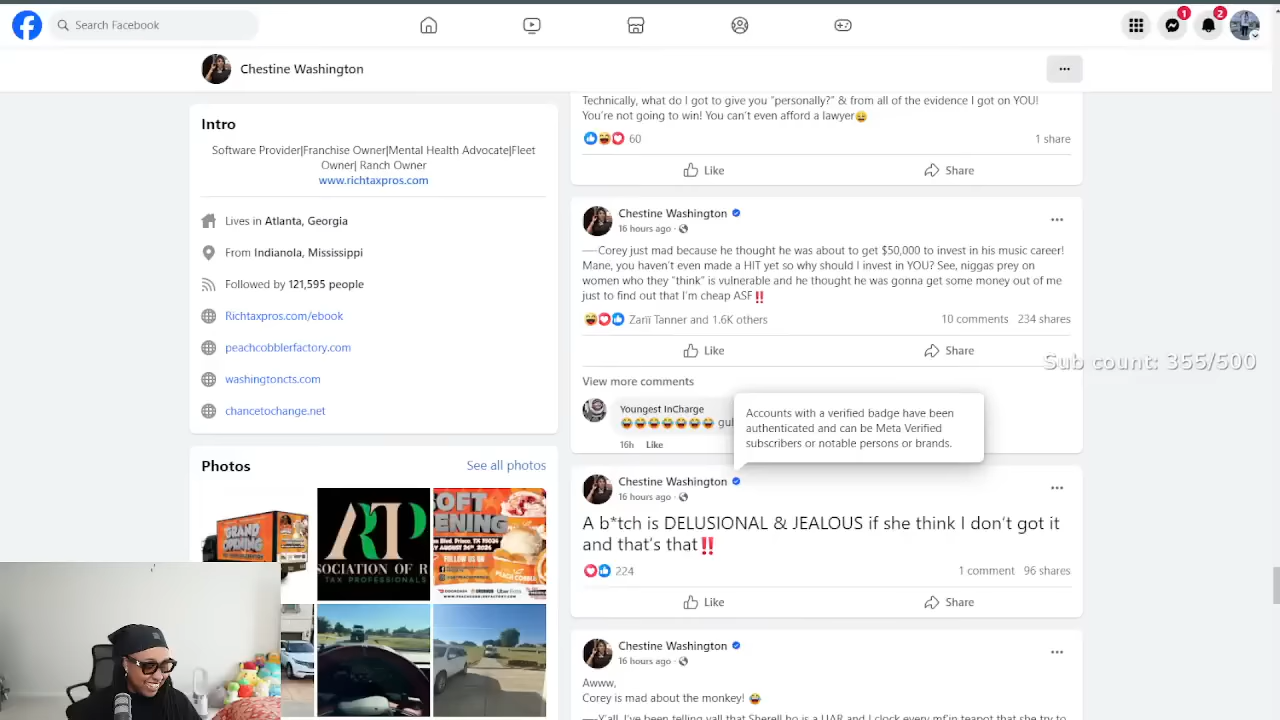 Search Facebook
1
2
Chestine Washington
Intro
Software Provider|Franchise Owner|Mental Health Advocate|Fleet
Owner| Ranch Owner
www.richtaxpros.com
Lives in Atlanta, Georgia
From Indianola, Mississippi
Followed by 121,595 people
Richtaxpros.com/ebook
peachcobblerfactory.com
washingtoncts.com
chancetochange.net
Photos
See all photos
GRAND
OPENING
ART
SOCIATION OF R
TAX PROFESSIONALS
SOFT
ENING
FOLLOW US @
Technically, what do I got to give you “personally?” & from all of the evidence I got on YOU!
You’re not going to win! You can’t even afford a lawyer😅
60
1 share
Like
Share
Chestine Washington
16 hours ago ·
——Corey just mad because he thought he was about to get $50,000 to invest in his music career!
Mane, you haven’t even made a HIT yet so why should I invest in YOU? See, niggas prey on
women who they “think” is vulnerable and he thought he was gonna get some money out of me
just to find out that I’m cheap ASF‼️
Zarïï Tanner and 1.6K others
10 comments 234 shares
Like
Share
Sub count: 355/500
View more comments
Youngest InCharge
😂😂😂😂😂😂😂
16h Like
Accounts with a verified badge have been
authenticated and can be Meta Verified
subscribers or notable persons or brands.
Chestine Washington
16 hours ago ·
A b*tch is DELUSIONAL & JEALOUS if she think I don’t got it
and that’s that‼️
224
1 comment 96 shares
Like
Share
Chestine Washington
16 hours ago ·
Awww,
Corey is mad about the monkey! 😂